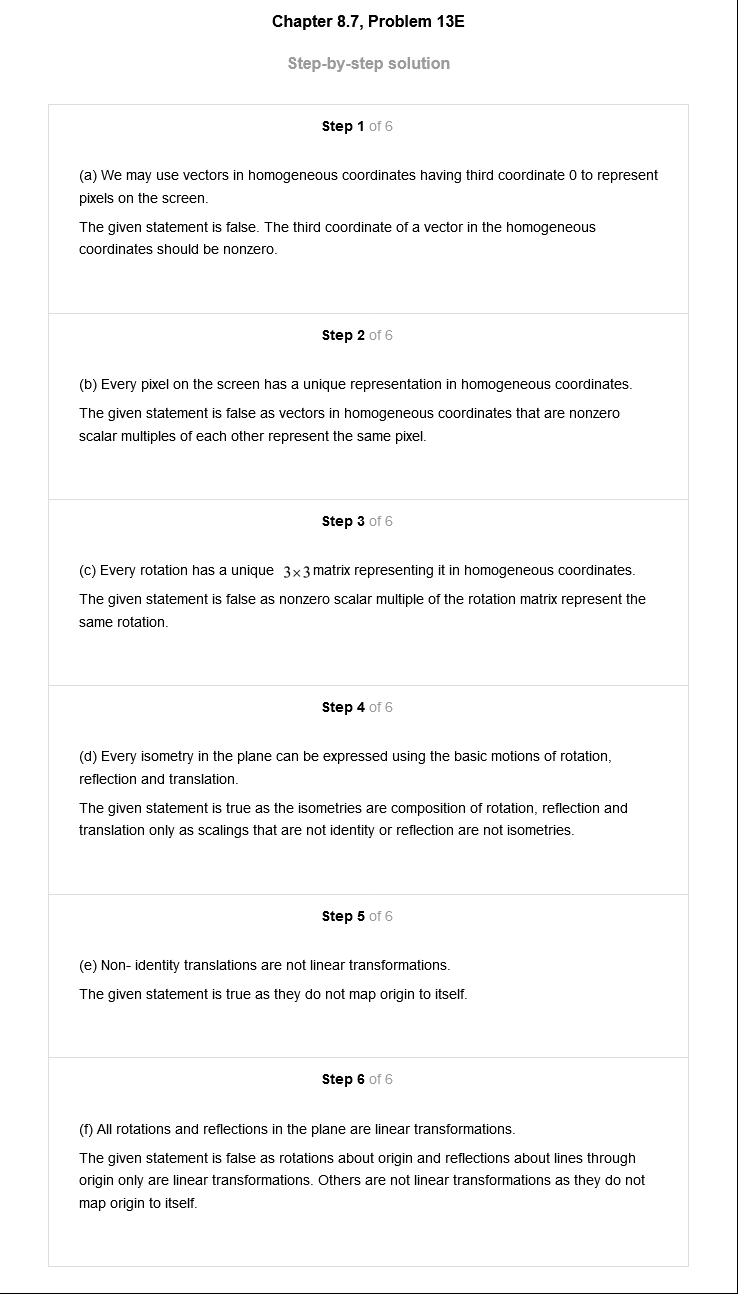 Chapter 8.7, Problem 13E
Step-by-step solution
Step 1 of 6
(a) We may use vectors in homogeneous coordinates having third coordinate 0 to represent
pixels on the screen.
The given statement is false. The third coordinate of a vector in the homogeneous
coordinates should be nonzero.
Step 2 of 6
(b) Every pixel on the screen has a unique representation in homogeneous coordinates.
The given statement is false as vectors in homogeneous coordinates that are nonzero
scalar multiples of each other represent the same pixel.
Step 3 of 6
(c) Every rotation has a unique 3×3 matrix representing it in homogeneous coordinates.
The given statement is false as nonzero scalar multiple of the rotation matrix represent the
same rotation.
Step 4 of 6
(d) Every isometry in the plane can be expressed using the basic motions of rotation,
reflection and translation.
The given statement is true as the isometries are composition of rotation, reflection and
translation only as scalings that are not identity or reflection are not isometries.
Step 5 of 6
(e) Non- identity translations are not linear transformations.
The given statement is true as they do not map origin to itself.
Step 6 of 6
(f) All rotations and reflections in the plane are linear transformations.
The given statement is false as rotations about origin and reflections about lines through
origin only are linear transformations. Others are not linear transformations as they do not
map origin to itself.